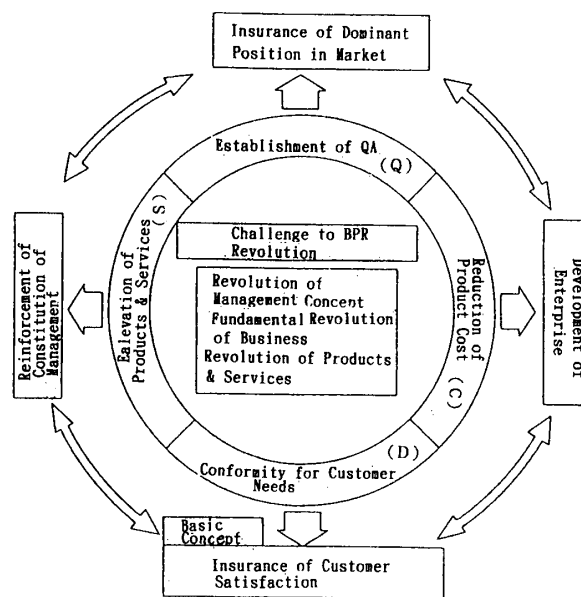 Insurance of Dominant
Position in Market
Establishment of QA
(Q)
Ealevation of
Products & Services
(S)
Challenge to BPR
Revolution
Revolution of
Management Concept
Fundamental Revolution
of Business
Revolution of Products
& Services
Reduction of
Product Cost
(C)
Reinforcement of
Constitution of
Management
Development of
Enterprise
(D)
Conformity for Customer
Needs
Basic
Concept
Insurance of Customer
Satisfaction